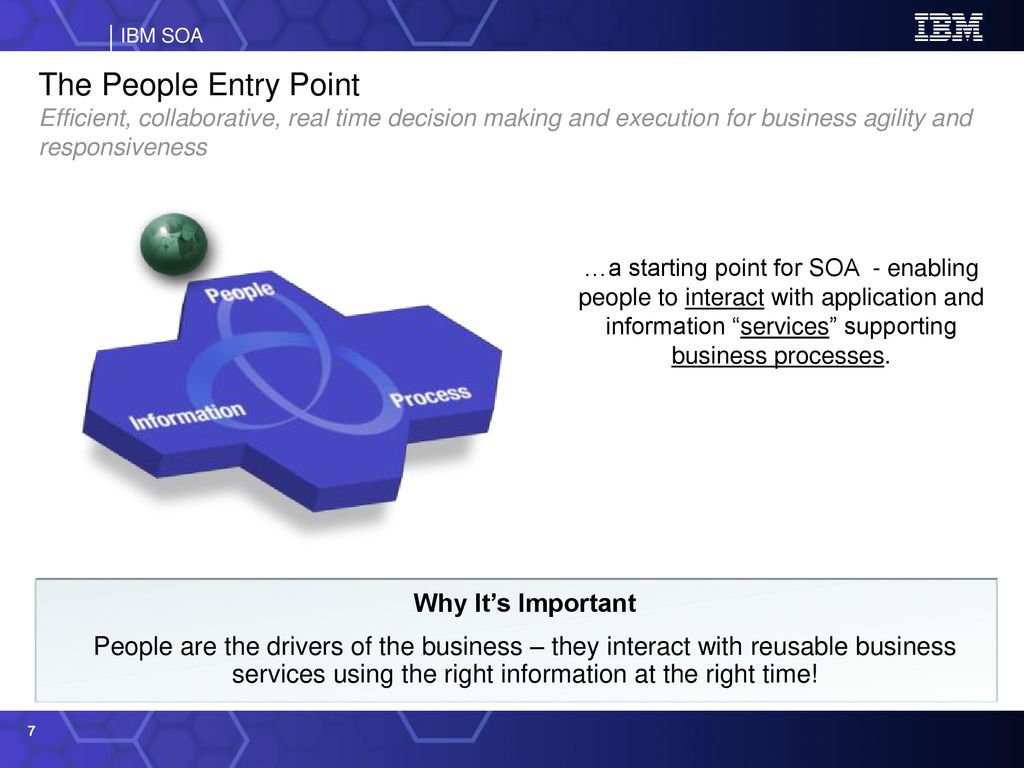 IBM SOA
IBM
The People Entry Point
Efficient, collaborative, real time decision making and execution for business agility and
responsiveness
…a starting point for SOA - enabling
people to interact with application and
information “services” supporting
business processes.
People
Process
Information
Why It’s Important
People are the drivers of the business – they interact with reusable business
services using the right information at the right time!
7